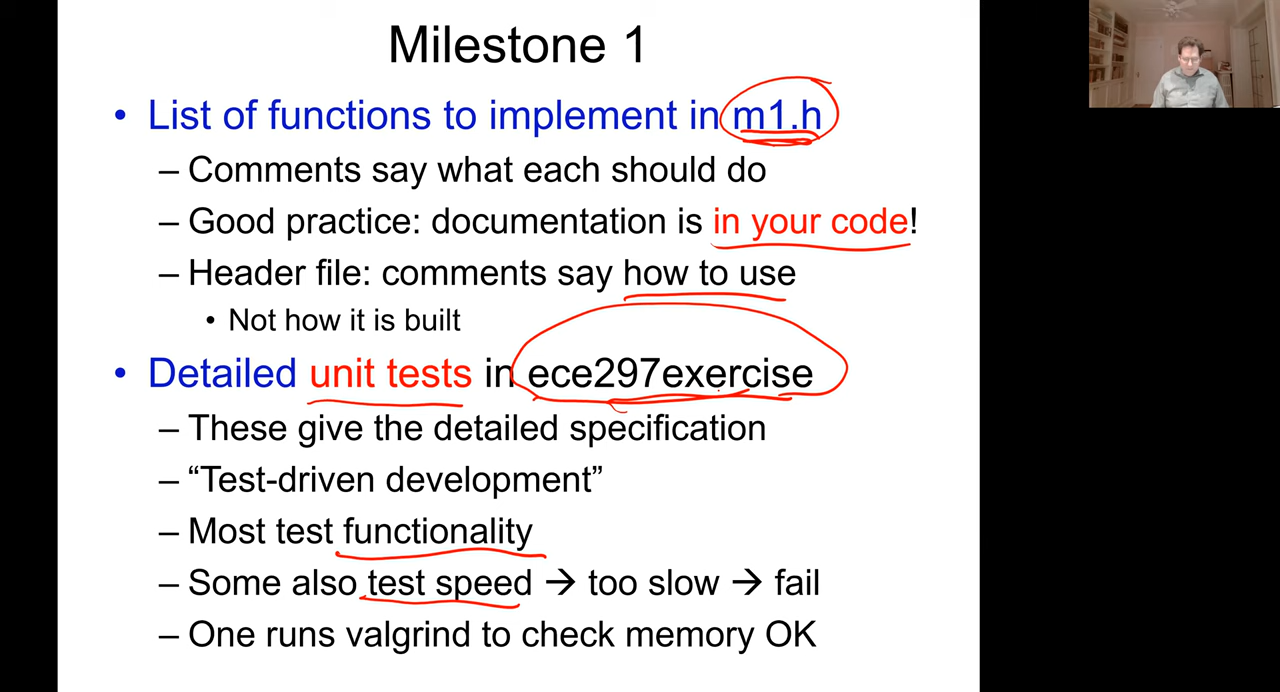 Milestone 1
• List of functions to implement in m1.h
– Comments say what each should do
– Good practice: documentation is in your code!
– Header file: comments say how to use
• Not how it is built
• Detailed unit tests in ece297exercise
– These give the detailed specification
– “Test-driven development”
– Most test functionality
– Some also test speed → too slow → fail
– One runs valgrind to check memory OK